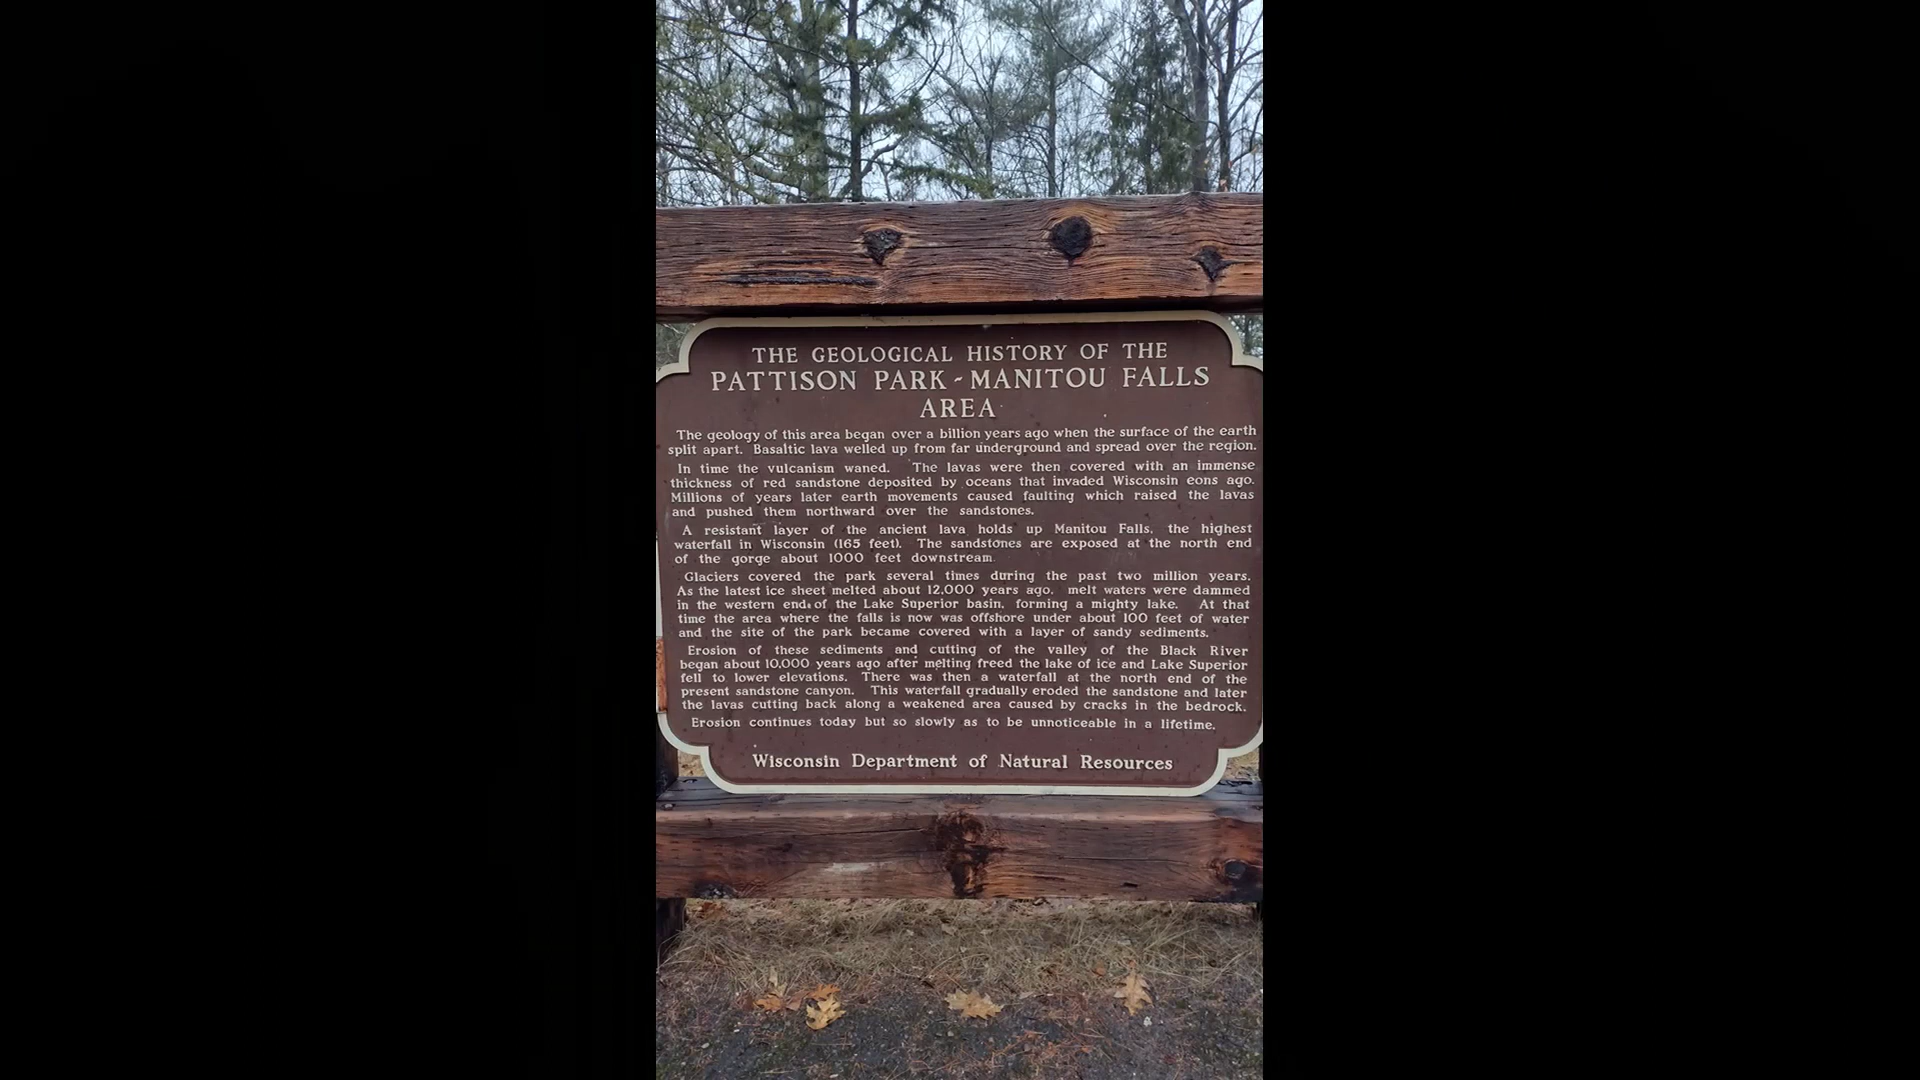 THE GEOLOGICAL HISTORY OF THE
PATTISON PARK - MANITOU FALLS
AREA
The geology of this area began over a billion years ago when the surface of the earth
split apart. Basaltic lava welled up from far underground and spread over the region.
In time the vulcanism waned. The lavas were then covered with an immense
thickness of red sandstone deposited by oceans that invaded Wisconsin eons ago.
Millions of years later earth movements caused faulting which raised the lavas
and pushed them northward over the sandstones.
A resistant layer of the ancient lava holds up Manitou Falls, the highest
waterfall in Wisconsin (165 feet). The sandstones are exposed at the north end
of the gorge about 1000 feet downstream.
Glaciers covered the park several times during the past two million years.
As the latest ice sheet melted about 12,000 years ago, melt waters were dammed
in the western ends of the Lake Superior basin, forming a mighty lake. At that
time the area where the falls is now was offshore under about 100 feet of water
and the site of the park became covered with a layer of sandy sediments.
Erosion of these sediments and cutting of the valley of the Black River
began about 10,000 years ago after melting freed the lake of ice and Lake Superior
fell to lower elevations. There was then a waterfall at the north end of the
present sandstone canyon. This waterfall gradually eroded the sandstone and later
the lavas cutting back along a weakened area caused by cracks in the bedrock.
Erosion continues today but so slowly as to be unnoticeable in a lifetime.
Wisconsin Department of Natural Resources